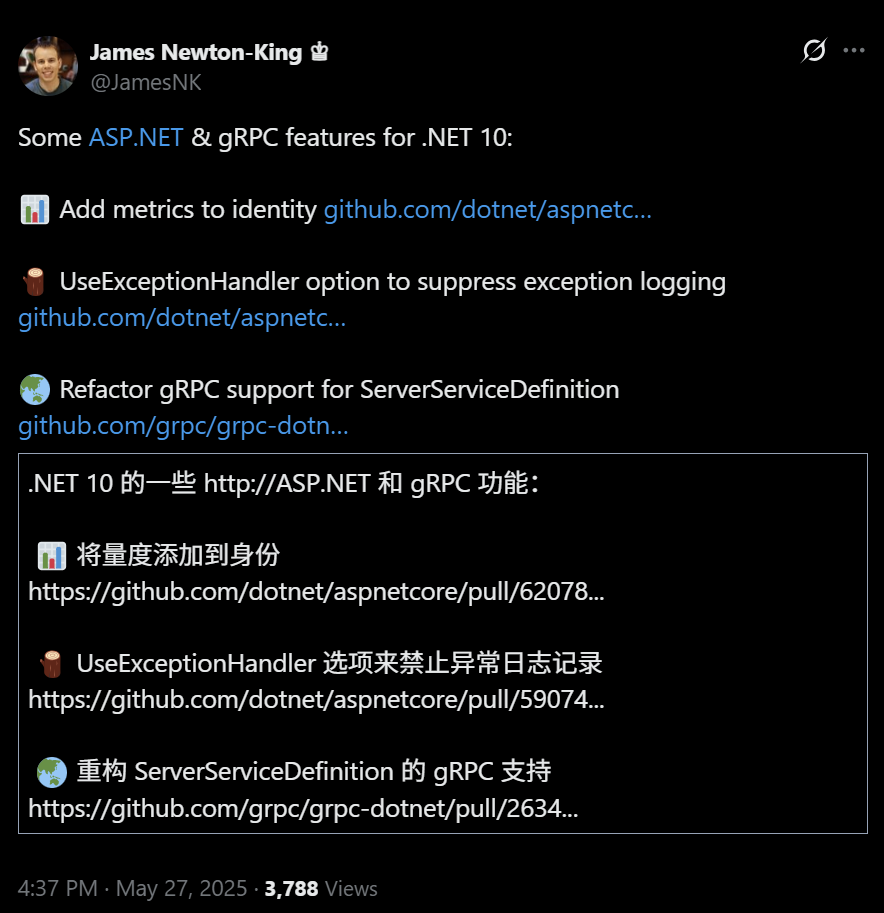 James Newton-King
@JamesNK
Some ASP.NET & gRPC features for .NET 10:
📊 Add metrics to identity github.com/dotnet/aspnetc…
🪵 UseExceptionHandler option to suppress exception logging
github.com/dotnet/aspnetc…
🌏 Refactor gRPC support for ServerServiceDefinition
github.com/grpc/grpc-dotn…
.NET 10 的一些 http://ASP.NET 和 gRPC 功能：
📊 将量度添加到身份
https://github.com/dotnet/aspnetcore/pull/62078...
🪵 UseExceptionHandler 选项来禁止异常日志记录
https://github.com/dotnet/aspnetcore/pull/59074...
🌏 重构 ServerServiceDefinition 的 gRPC 支持
https://github.com/grpc/grpc-dotnet/pull/2634...
4:37 PM · May 27, 2025 · 3,788 Views